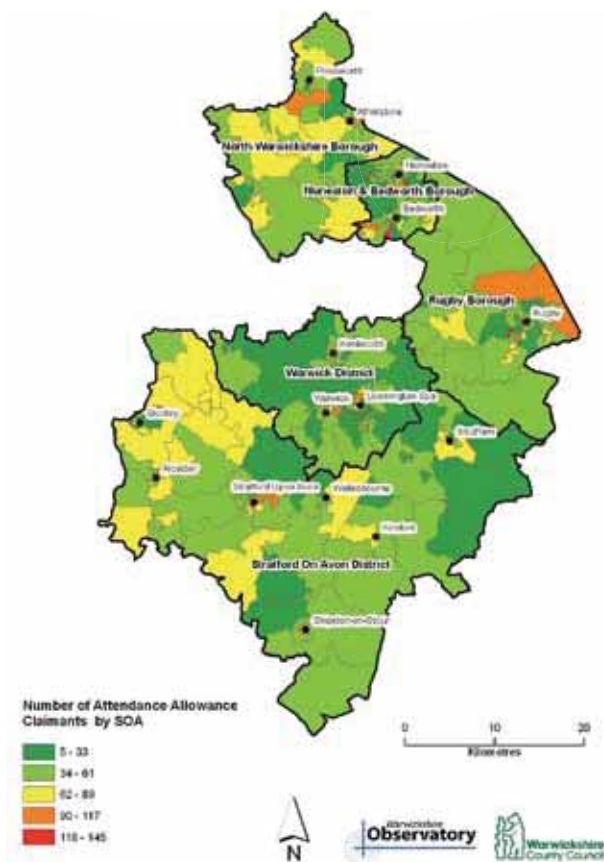 Polesworth
Atherstone
North Warwickshire Borough
Nuneaton
Nuneaton & Bedworth Borough
Bedworth
Rugby Borough
Rugby
Kenilworth
Warwick District
Warwick
Leamington Spa
Studley
Southam
Alcester
Stratford Upon Avon
Wellesbourne
Kineton
Stratford On Avon District
Shipston-on-Stour
Number of Attendance Allowance
Claimants by SOA
5 - 33
34 - 61
62 - 89
90 - 117
118 - 145
0 10 20
Kilometres
N
Warwickshire
Observatory
Warwickshire
County Council